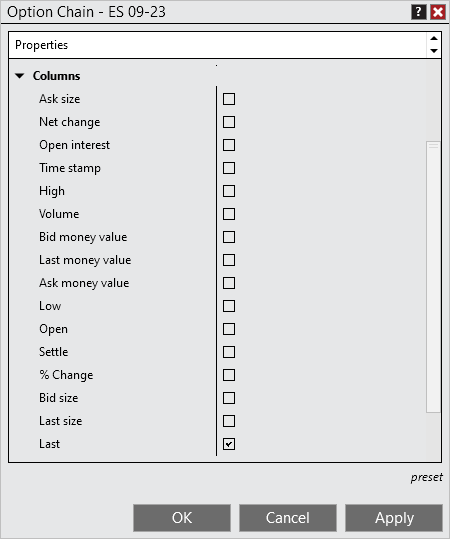 Option Chain - ES 09-23
?
Properties
Columns
Ask size
Net change
Open interest
Time stamp
High
Volume
Bid money value
Last money value
Ask money value
Low
Open
Settle
% Change
Bid size
Last size
Last
preset
OK
Cancel
Apply